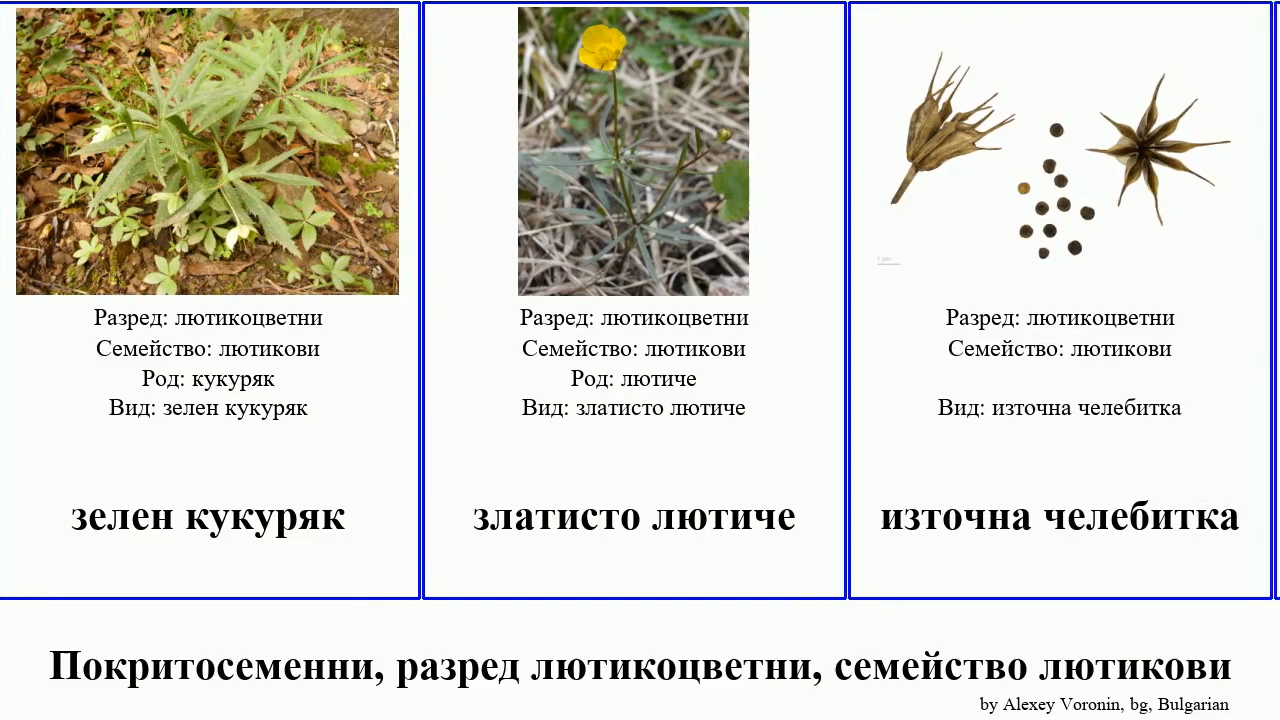 Разред: лютикоцветни
Семейство: лютикови
Род: кукуряк
Вид: зелен кукуряк
зелен кукуряк
Разред: лютикоцветни
Семейство: лютикови
Род: лютиче
Вид: златисто лютиче
златисто лютиче
1 cm
Разред: лютикоцветни
Семейство: лютикови
Вид: източна челебитка
източна челебитка
Покритосеменни, разред лютикоцветни, семейство лютикови
by Alexey Voronin, bg, Bulgarian